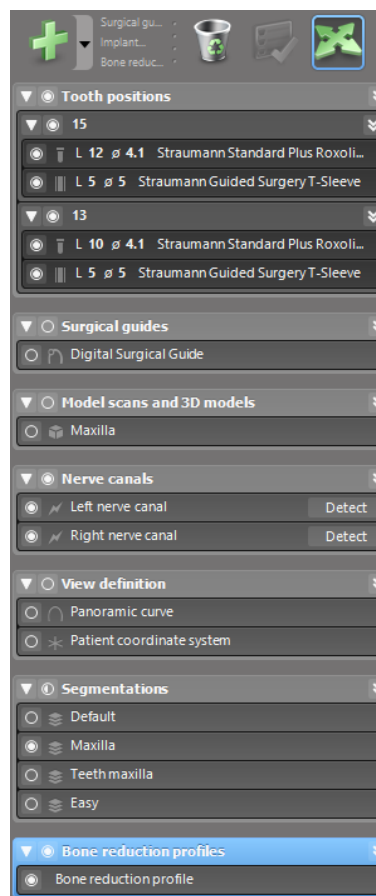 Surgical gu...
Implant...
Bone reduc...
Tooth positions
15
L 12 ø 4.1 Straumann Standard Plus Roxoli...
L 5 ø 5 Straumann Guided Surgery T-Sleeve
13
L 10 ø 4.1 Straumann Standard Plus Roxoli...
L 5 ø 5 Straumann Guided Surgery T-Sleeve
Surgical guides
Digital Surgical Guide
Model scans and 3D models
Maxilla
Nerve canals
Left nerve canal Detect
Right nerve canal Detect
View definition
Panoramic curve
Patient coordinate system
Segmentations
Default
Maxilla
Teeth maxilla
Easy
Bone reduction profiles
Bone reduction profile